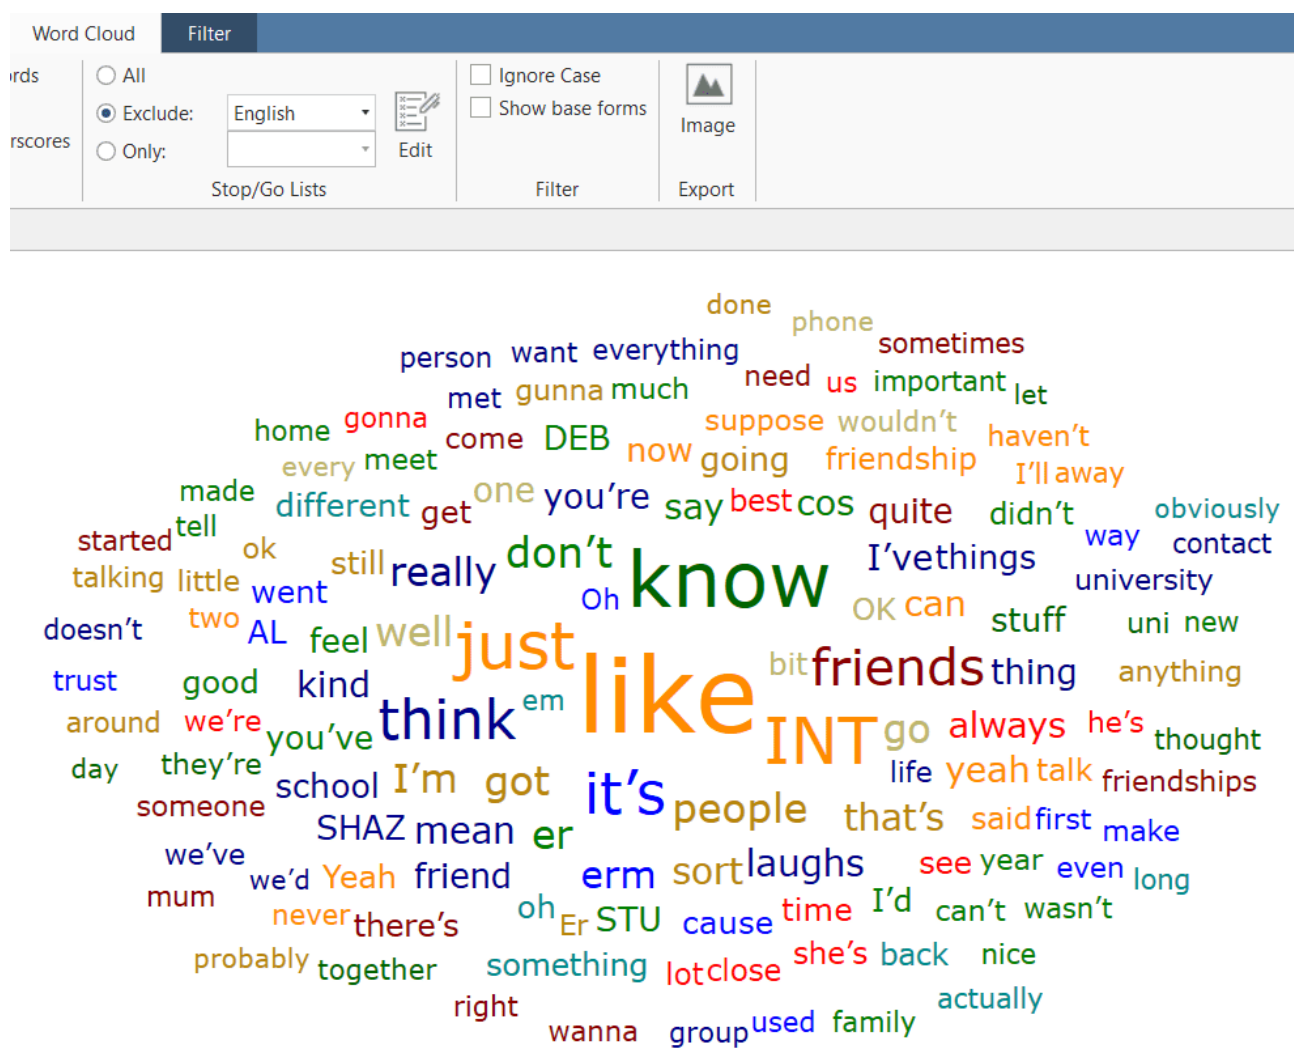 Word Cloud Filter
rds All Ignore Case
Exclude: English Show base forms
rscores Only: Edit Image
Stop/Go Lists Filter Export
done
phone
person want everything sometimes
met gunna much need us important let
home gonna come DEB suppose wouldn't haven't
every meet now going friendship I'll away
made different get one you're say best cos quite didn't obviously
started tell ok still really don't know I've things way contact
talking little went Oh OK can university
doesn't two AL feel well just stuff uni new
trust good kind think em like bit friends thing anything
around we're you've INT go always he's thought
day they're school I'm got it's life yeah talk friendships
someone SHAZ mean er people that's said first make
we've we'd Yeah friend erm sort laughs see year even long
mum never there's oh Er STU cause time I'd can't wasn't
probably together something lot close she's back nice
right actually
wanna group used family